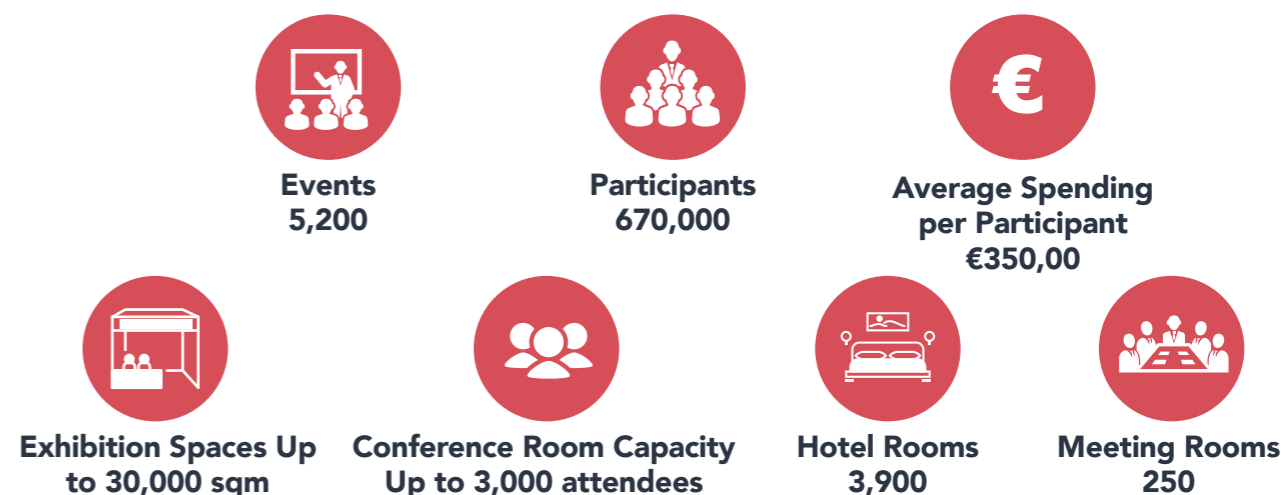 €
Events
5,200
Participants
670,000
Average Spending
per Participant
€350,00
Exhibition Spaces Up
to 30,000 sqm
Conference Room Capacity
Up to 3,000 attendees
Hotel Rooms
3,900
Meeting Rooms
250